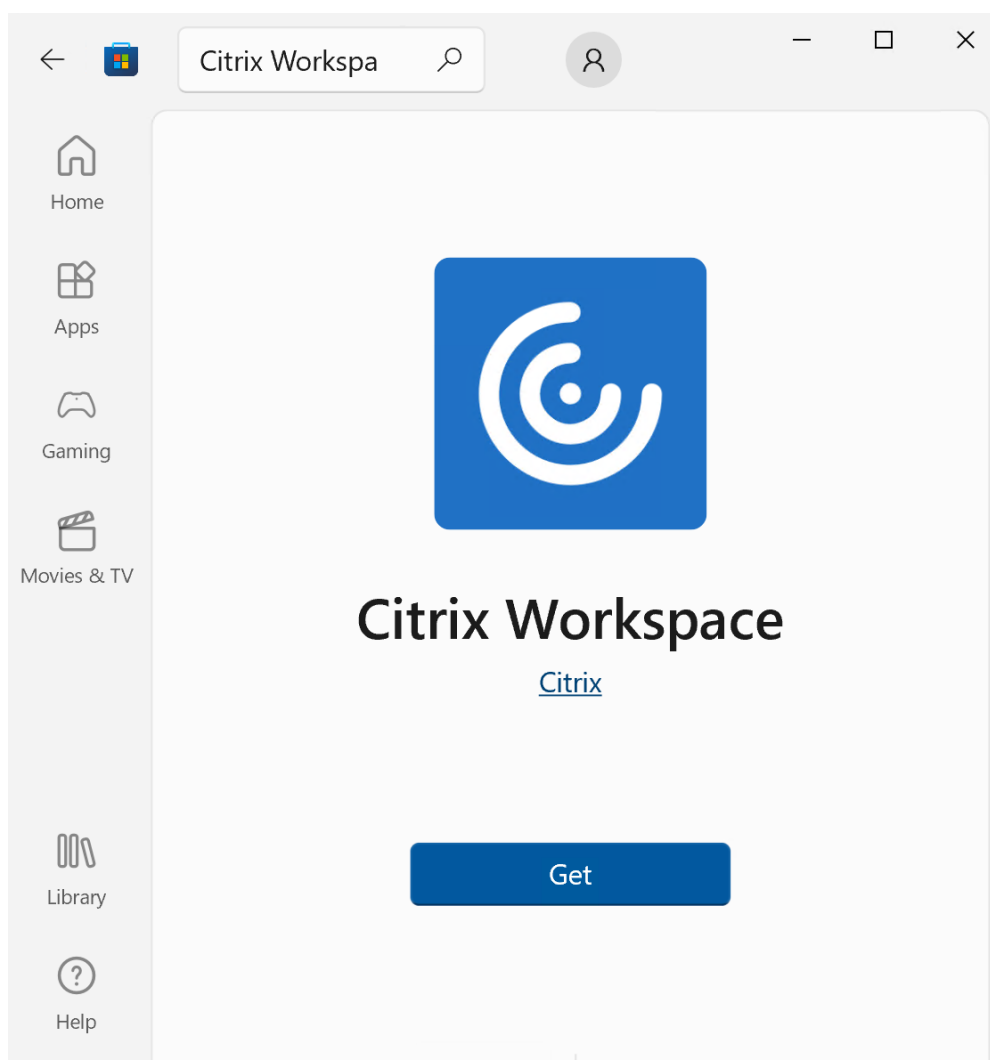 Citrix Workspa
Home
Apps
Gaming
Movies & TV
Citrix Workspace
Citrix
Get
Library
Help